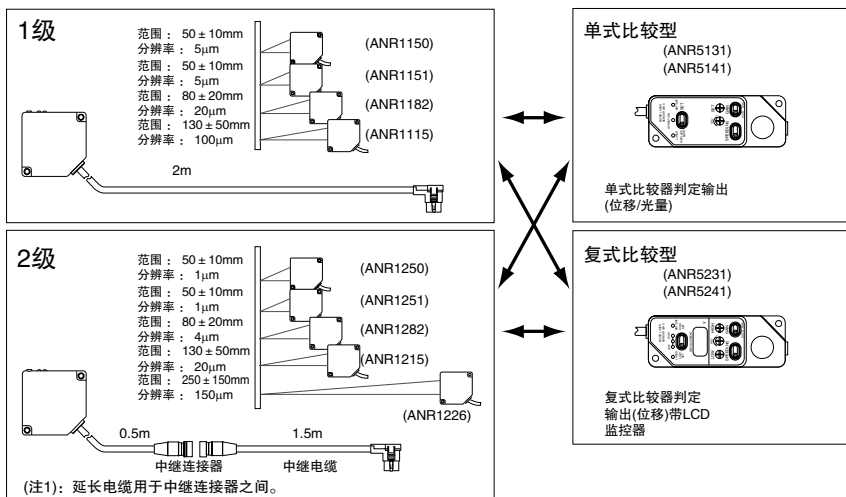 1级
范围： 50 ± 10mm
分辨率： 5μm
(ANR1150)
范围： 50 ± 10mm
分辨率： 5μm
(ANR1151)
范围： 80 ± 20mm
分辨率： 20μm
(ANR1182)
范围： 130 ± 50mm
分辨率： 100μm
(ANR1115)
2m
单式比较型
(ANR5131)
(ANR5141)
单式比较器判定输出
(位移/光量)
2级
范围： 50 ± 10mm
分辨率： 1μm
(ANR1250)
范围： 50 ± 10mm
分辨率： 1μm
(ANR1251)
范围： 80 ± 20mm
分辨率： 4μm
(ANR1282)
范围： 130 ± 50mm
分辨率： 20μm
(ANR1215)
范围： 250 ± 150mm
分辨率： 150μm
(ANR1226)
0.5m
1.5m
中继连接器
中继电缆
(注1)：延长电缆用于中继连接器之间。
复式比较型
(ANR5231)
(ANR5241)
复式比较器判定
输出(位移)带LCD
监控器